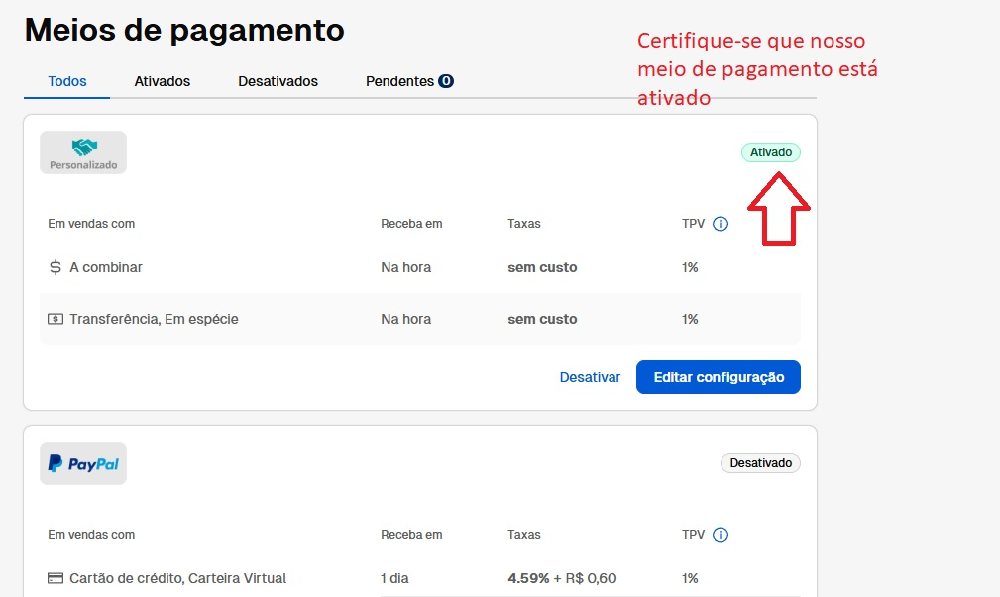 Meios de pagamento
Certifique-se que nosso
meio de pagamento está
ativado
Todos Ativados Desativados Pendentes 0
Personalizado
Ativado
Em vendas com Receba em Taxas TPV
A combinar Na hora sem custo 1%
Transferência, Em espécie Na hora sem custo 1%
Desativar Editar configuração
PayPal
Desativado
Em vendas com Receba em Taxas TPV
Cartão de crédito, Carteira Virtual 1 dia 4.59% + R$ 0,60 1%